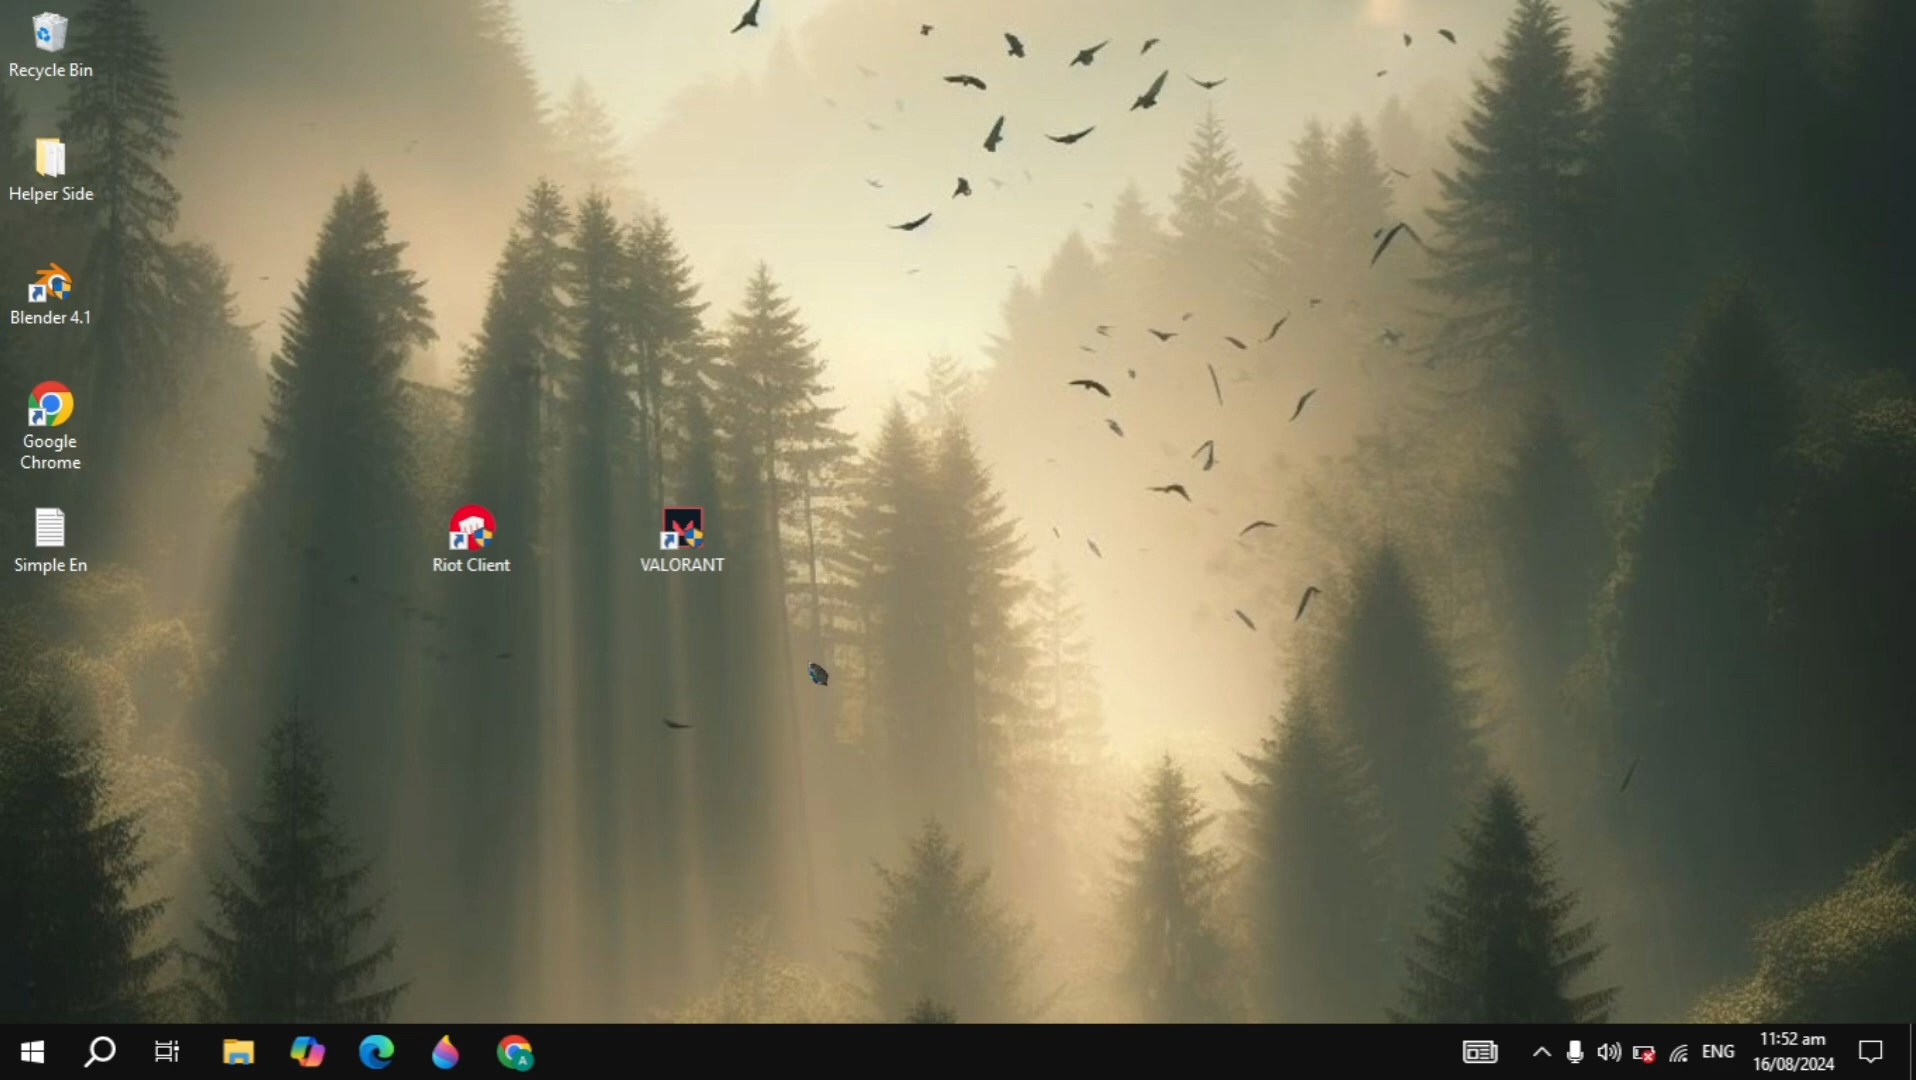 Recycle Bin
Helper Side
Blender 4.1
Google
Chrome
Simple En
Riot Client
VALORANT
A
ENG
11:52 am
16/08/2024